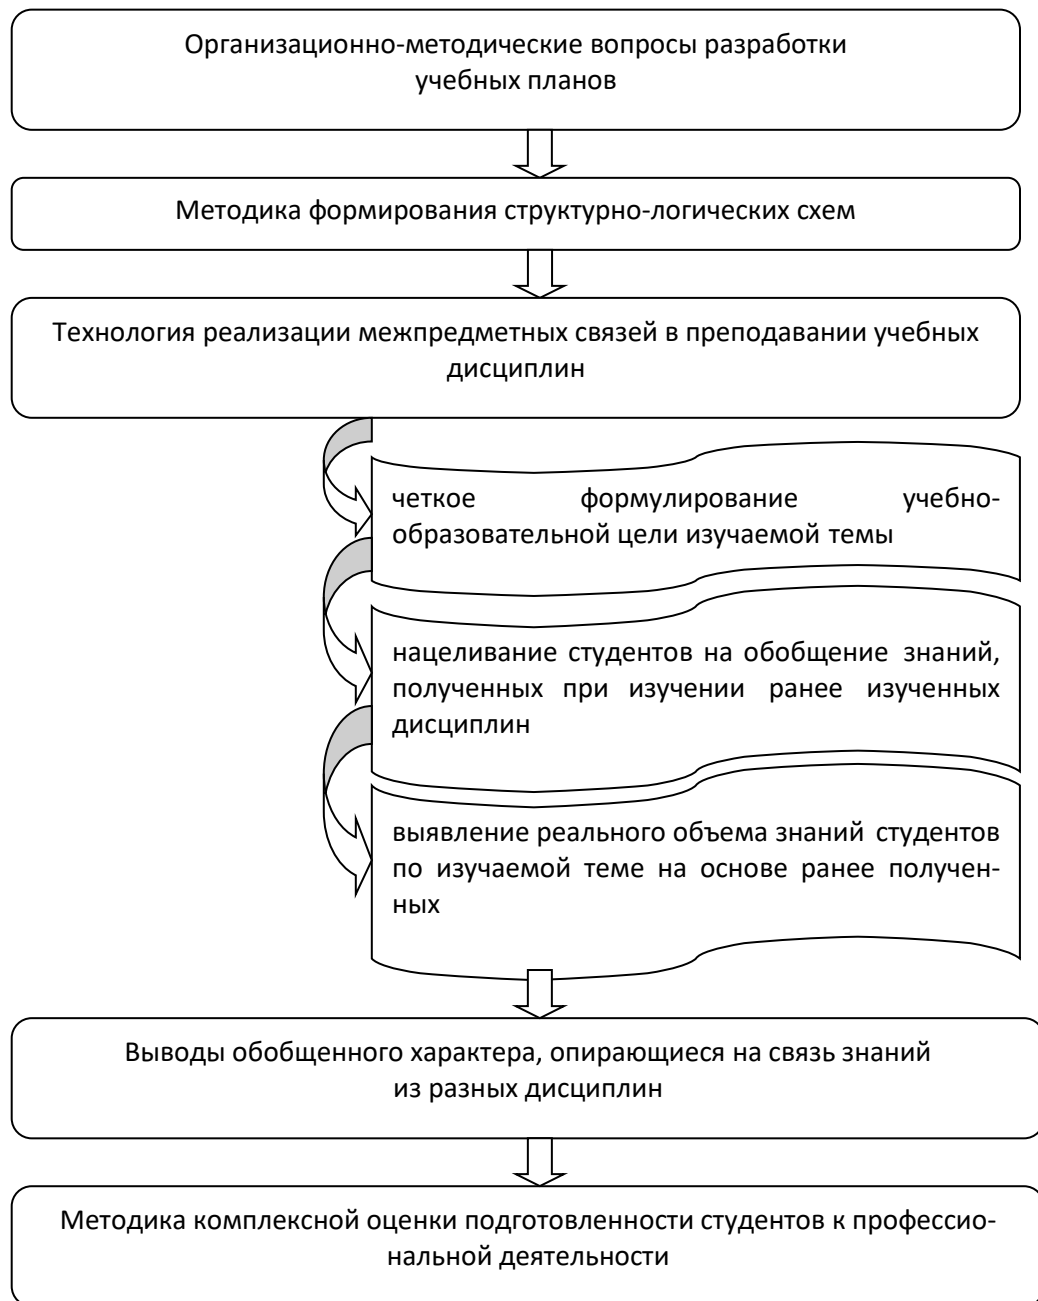 Организационно-методические вопросы разработки
учебных планов
Методика формирования структурно-логических схем
Технология реализации межпредметных связей в преподавании учебных
дисциплин
четкое формулирование учебно-
образовательной цели изучаемой темы
нацеливание студентов на обобщение знаний,
полученных при изучении ранее изученных
дисциплин
выявление реального объема знаний студентов
по изучаемой теме на основе ранее получен-
ных
Выводы обобщенного характера, опирающиеся на связь знаний
из разных дисциплин
Методика комплексной оценки подготовленности студентов к профессио-
нальной деятельности